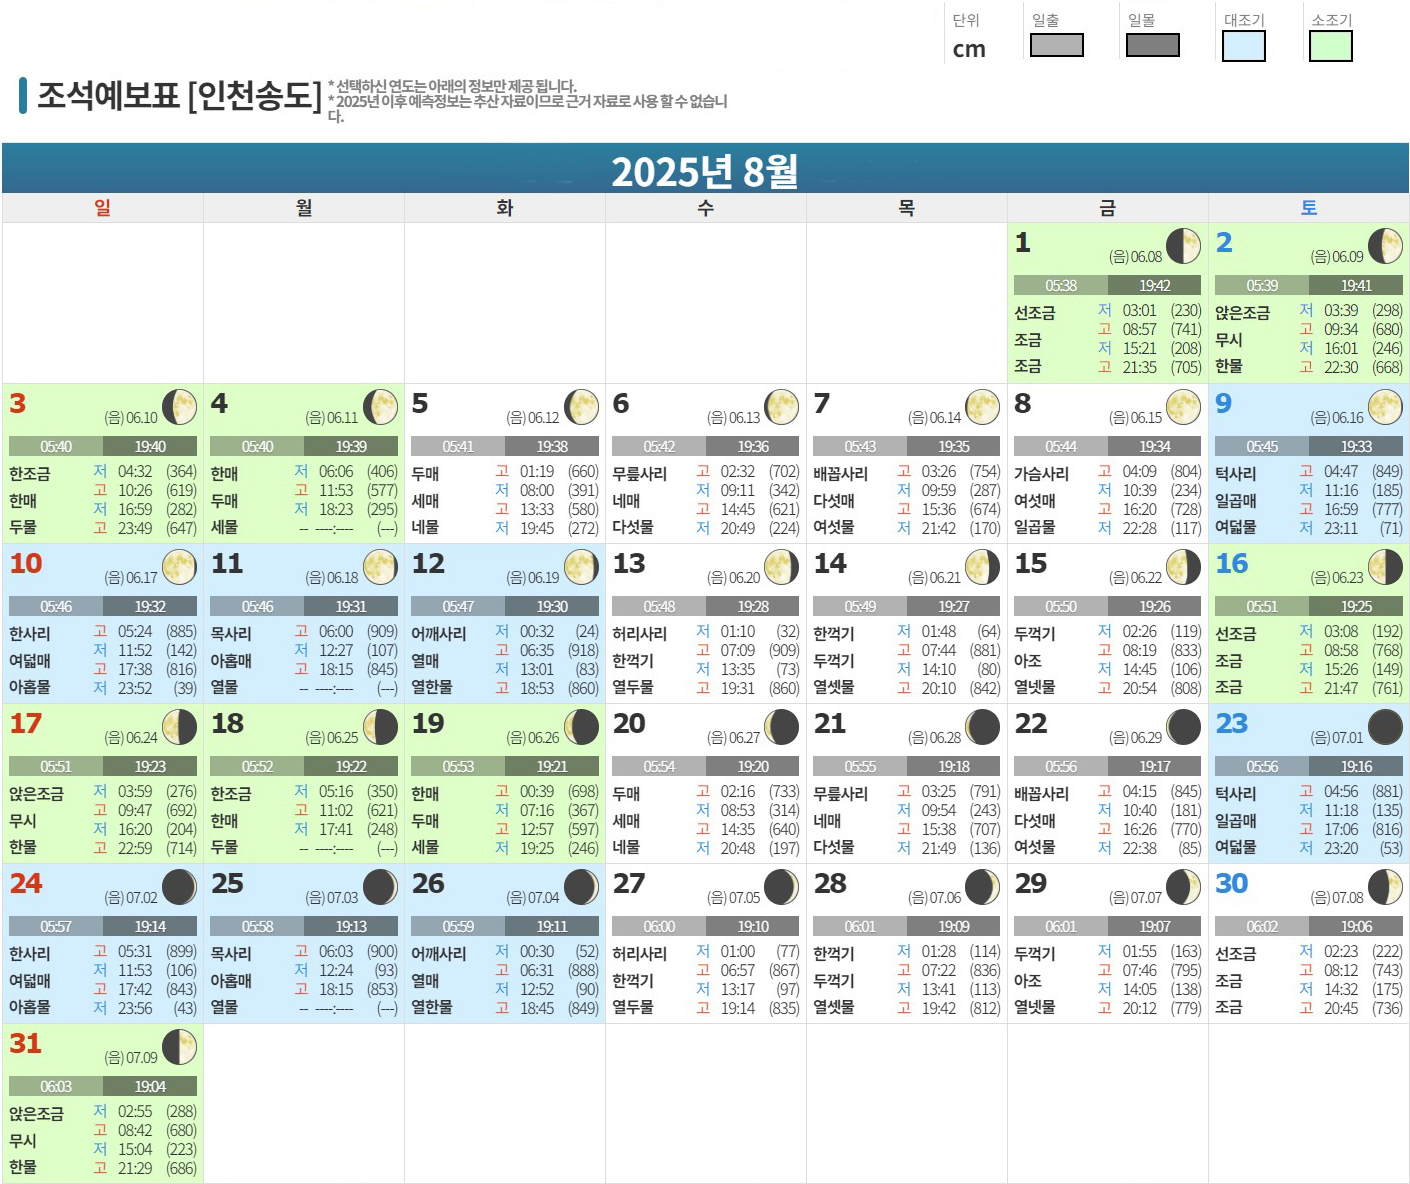 단위 일출 일몰 대조기 소조기
cm
조석예보표 [인천송도]
* 선택하신 연도는 아래의 정보만 제공 됩니다.
* 2025년 이후 예측정보는 추산 자료이므로 근거 자료로 사용 할 수 없습니
다.
2025년 8월
일 월 화 수 목 금 토
1 (음) 06.08
05:38 19:42
선조금
조금
조금
저 03:01 (230)
고 08:57 (741)
저 15:21 (208)
고 21:35 (705)
2 (음) 06.09
05:39 19:41
앉은조금
무시
한물
저 03:39 (298)
고 09:34 (680)
저 16:01 (246)
고 22:30 (668)
3 (음) 06.10
05:40 19:40
한조금
한매
두물
저 04:32 (364)
고 10:26 (619)
저 16:59 (282)
고 23:49 (647)
4 (음) 06.11
05:40 19:39
한매
두매
세물
저 06:06 (406)
고 11:53 (577)
저 18:23 (295)
-- ----:---- (---)
5 (음) 06.12
05:41 19:38
두매
세매
네물
고 01:19 (660)
저 08:00 (391)
고 13:33 (580)
저 19:45 (272)
6 (음) 06.13
05:42 19:36
무릎사리
네매
다섯물
고 02:32 (702)
저 09:11 (342)
고 14:45 (621)
저 20:49 (224)
7 (음) 06.14
05:43 19:35
배꼽사리
다섯매
여섯물
고 03:26 (754)
저 09:59 (287)
고 15:36 (674)
저 21:42 (170)
8 (음) 06.15
05:44 19:34
가슴사리
여섯매
일곱물
고 04:09 (804)
저 10:39 (234)
고 16:20 (728)
저 22:28 (117)
9 (음) 06.16
05:45 19:33
턱사리
일곱매
여덟물
고 04:47 (849)
저 11:16 (185)
고 16:59 (777)
저 23:11 (71)
10 (음) 06.17
05:46 19:32
한사리
여덟매
아홉물
고 05:24 (885)
저 11:52 (142)
고 17:38 (816)
저 23:52 (39)
11 (음) 06.18
05:46 19:31
목사리
아홉매
열물
고 06:00 (909)
저 12:27 (107)
고 18:15 (845)
-- ----:---- (---)
12 (음) 06.19
05:47 19:30
어깨사리
열매
열한물
저 00:32 (24)
고 06:35 (918)
저 13:01 (83)
고 18:53 (860)
13 (음) 06.20
05:48 19:28
허리사리
한꺽기
열두물
저 01:10 (32)
고 07:09 (909)
저 13:35 (73)
고 19:31 (860)
14 (음) 06.21
05:49 19:27
한꺽기
두꺽기
열셋물
저 01:48 (64)
고 07:44 (881)
저 14:10 (80)
고 20:10 (842)
15 (음) 06.22
05:50 19:26
두꺽기
아조
열넷물
저 02:26 (119)
고 08:19 (833)
저 14:45 (106)
고 20:54 (808)
16 (음) 06.23
05:51 19:25
선조금
조금
조금
저 03:08 (192)
고 08:58 (768)
저 15:26 (149)
고 21:47 (761)
17 (음) 06.24
05:51 19:23
앉은조금
무시
한물
저 03:59 (276)
고 09:47 (692)
저 16:20 (204)
고 22:59 (714)
18 (음) 06.25
05:52 19:22
한조금
한매
두물
저 05:16 (350)
고 11:02 (621)
저 17:41 (248)
-- ----:---- (---)
19 (음) 06.26
05:53 19:21
한매
두매
세물
고 00:39 (698)
저 07:16 (367)
고 12:57 (597)
저 19:25 (246)
20 (음) 06.27
05:54 19:20
두매
세매
네물
고 02:16 (733)
저 08:53 (314)
고 14:35 (640)
저 20:48 (197)
21 (음) 06.28
05:55 19:18
무릎사리
네매
다섯물
고 03:25 (791)
저 09:54 (243)
고 15:38 (707)
저 21:49 (136)
22 (음) 06.29
05:56 19:17
배꼽사리
다섯매
여섯물
고 04:15 (845)
저 10:40 (181)
고 16:26 (770)
저 22:38 (85)
23 (음) 07.01
05:56 19:16
턱사리
일곱매
여덟물
고 04:56 (881)
저 11:18 (135)
고 17:06 (816)
저 23:20 (53)
24 (음) 07.02
05:57 19:14
한사리
여덟매
아홉물
고 05:31 (899)
저 11:53 (106)
고 17:42 (843)
저 23:56 (43)
25 (음) 07.03
05:58 19:13
목사리
아홉매
열물
고 06:03 (900)
저 12:24 (93)
고 18:15 (853)
-- ----:---- (---)
26 (음) 07.04
05:59 19:11
어깨사리
열매
열한물
저 00:30 (52)
고 06:31 (888)
저 12:52 (90)
고 18:45 (849)
27 (음) 07.05
06:00 19:10
허리사리
한꺽기
열두물
저 01:00 (77)
고 06:57 (867)
저 13:17 (97)
고 19:14 (835)
28 (음) 07.06
06:01 19:09
한꺽기
두꺽기
열셋물
저 01:28 (114)
고 07:22 (836)
저 13:41 (113)
고 19:42 (812)
29 (음) 07.07
06:01 19:07
두꺽기
아조
열넷물
저 01:55 (163)
고 07:46 (795)
저 14:05 (138)
고 20:12 (779)
30 (음) 07.08
06:02 19:06
선조금
조금
조금
저 02:23 (222)
고 08:12 (743)
저 14:32 (175)
고 20:45 (736)
31 (음) 07.09
06:03 19:04
앉은조금
무시
한물
저 02:55 (288)
고 08:42 (680)
저 15:04 (223)
고 21:29 (686)